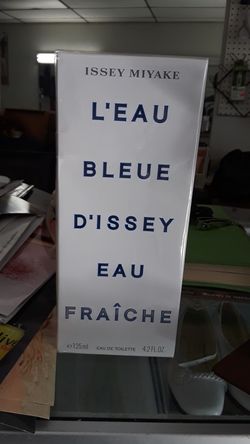 ISSEY MIYAKE
L'EAU
BLEUE
D'ISSEY
EAU
FRAÎCHE
℮125ml EAU DE TOILETTE 4.2 FL.OZ